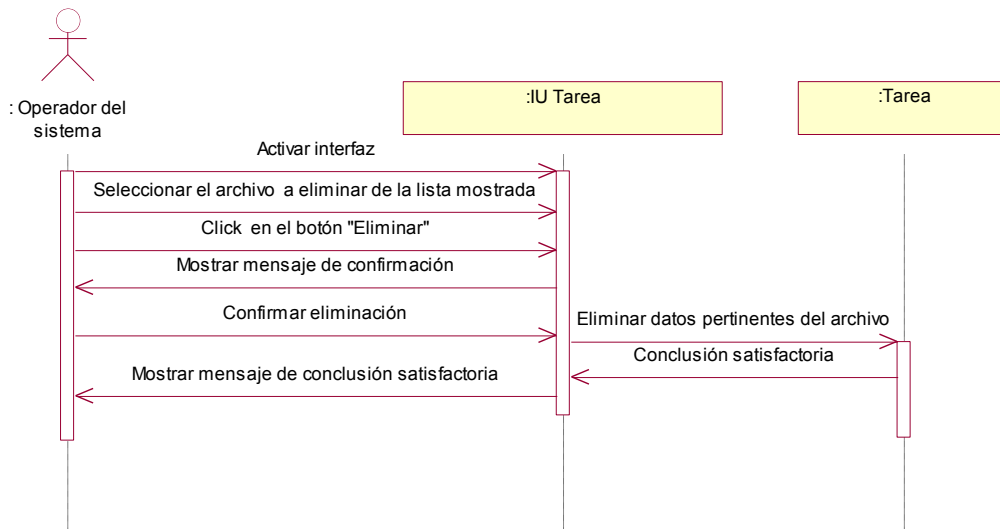 : Operador del
sistema
:IU Tarea
:Tarea
Activar interfaz
Seleccionar el archivo a eliminar de la lista mostrada
Click en el botón "Eliminar"
Mostrar mensaje de confirmación
Confirmar eliminación
Eliminar datos pertinentes del archivo
Conclusión satisfactoria
Mostrar mensaje de conclusión satisfactoria